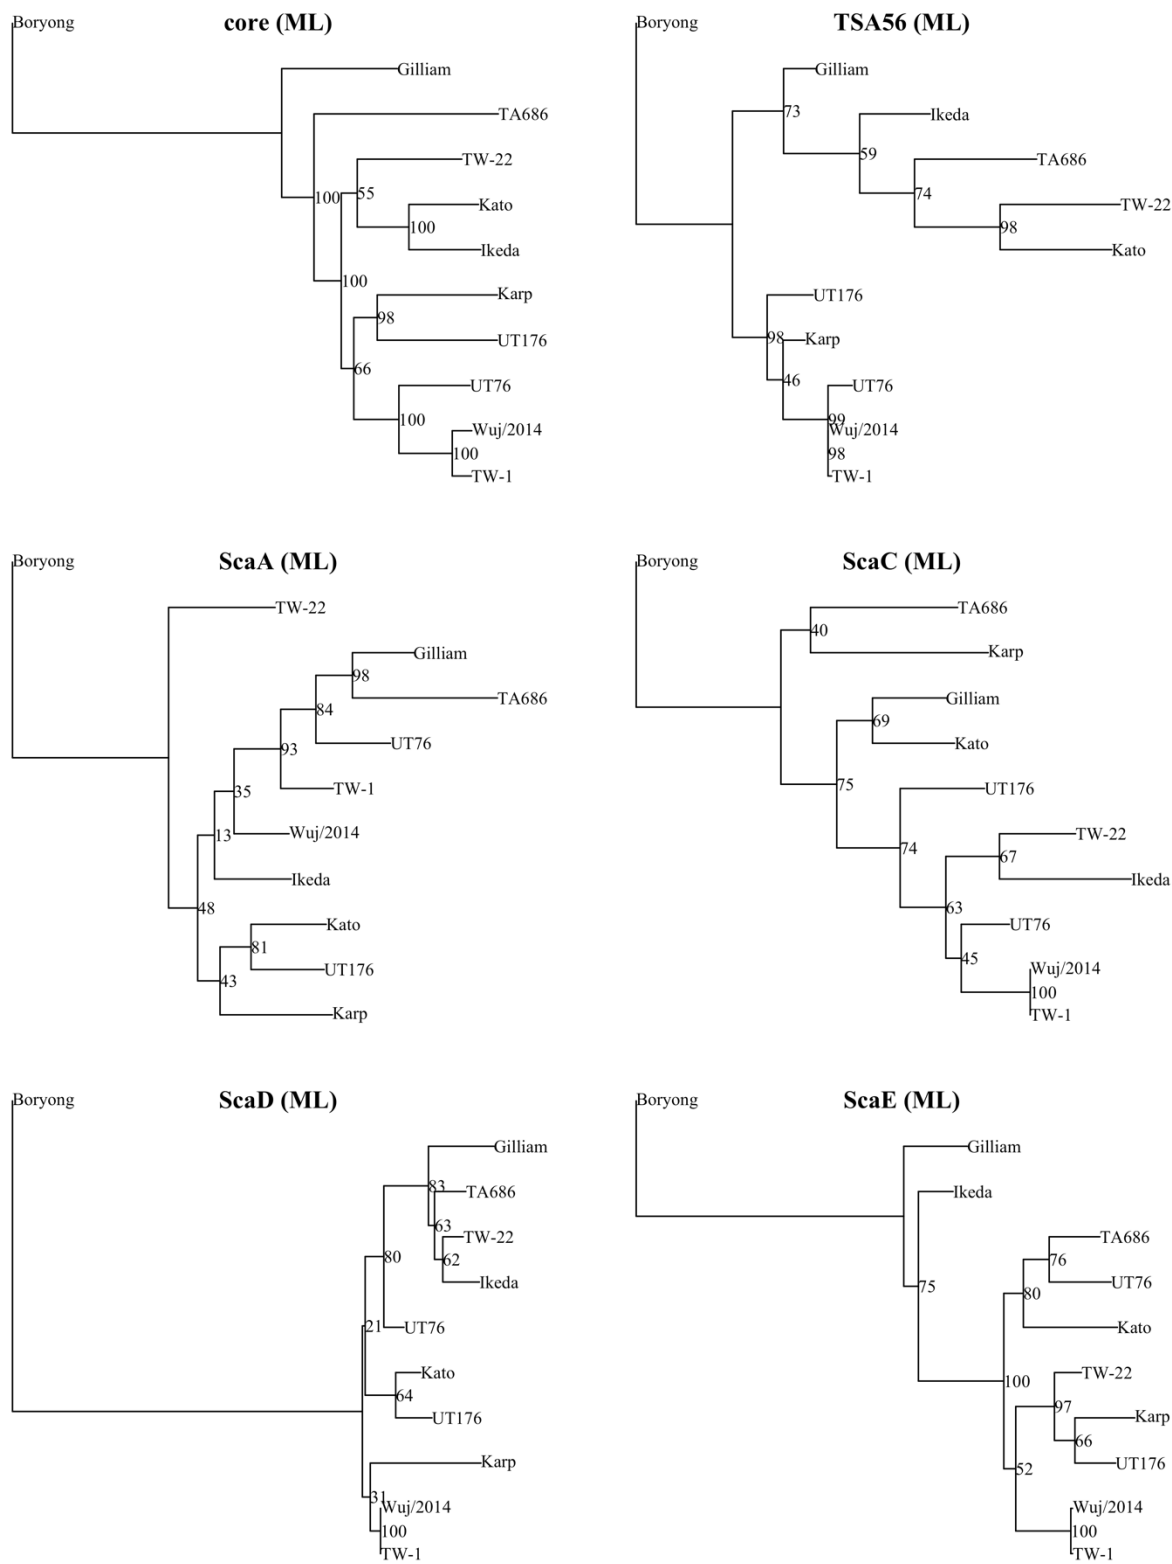 Boryong
core (ML)
Gilliam
TA686
TW-22
100
55
Kato
100
Ikeda
100
Karp
98
UT176
66
UT76
100
Wuj/2014
100
TW-1
Boryong
TSA56 (ML)
Gilliam
73
Ikeda
59
TA686
74
TW-22
98
Kato
UT176
98
Karp
46
UT76
99
Wuj/2014
98
TW-1
Boryong
ScaA (ML)
TW-22
Gilliam
98
TA686
84
UT76
93
TW-1
35
Wuj/2014
13
Ikeda
48
Kato
81
UT176
43
Karp
Boryong
ScaC (ML)
TA686
40
Karp
Gilliam
69
Kato
75
UT176
74
TW-22
67
Ikeda
63
UT76
45
Wuj/2014
100
TW-1
Boryong
ScaD (ML)
Gilliam
83
TA686
63
TW-22
80
62
Ikeda
21
UT76
Kato
64
UT176
Karp
31
Wuj/2014
100
TW-1
Boryong
ScaE (ML)
Gilliam
Ikeda
TA686
76
75
UT76
80
Kato
TW-22
100
97
Karp
66
UT176
52
Wuj/2014
100
TW-1